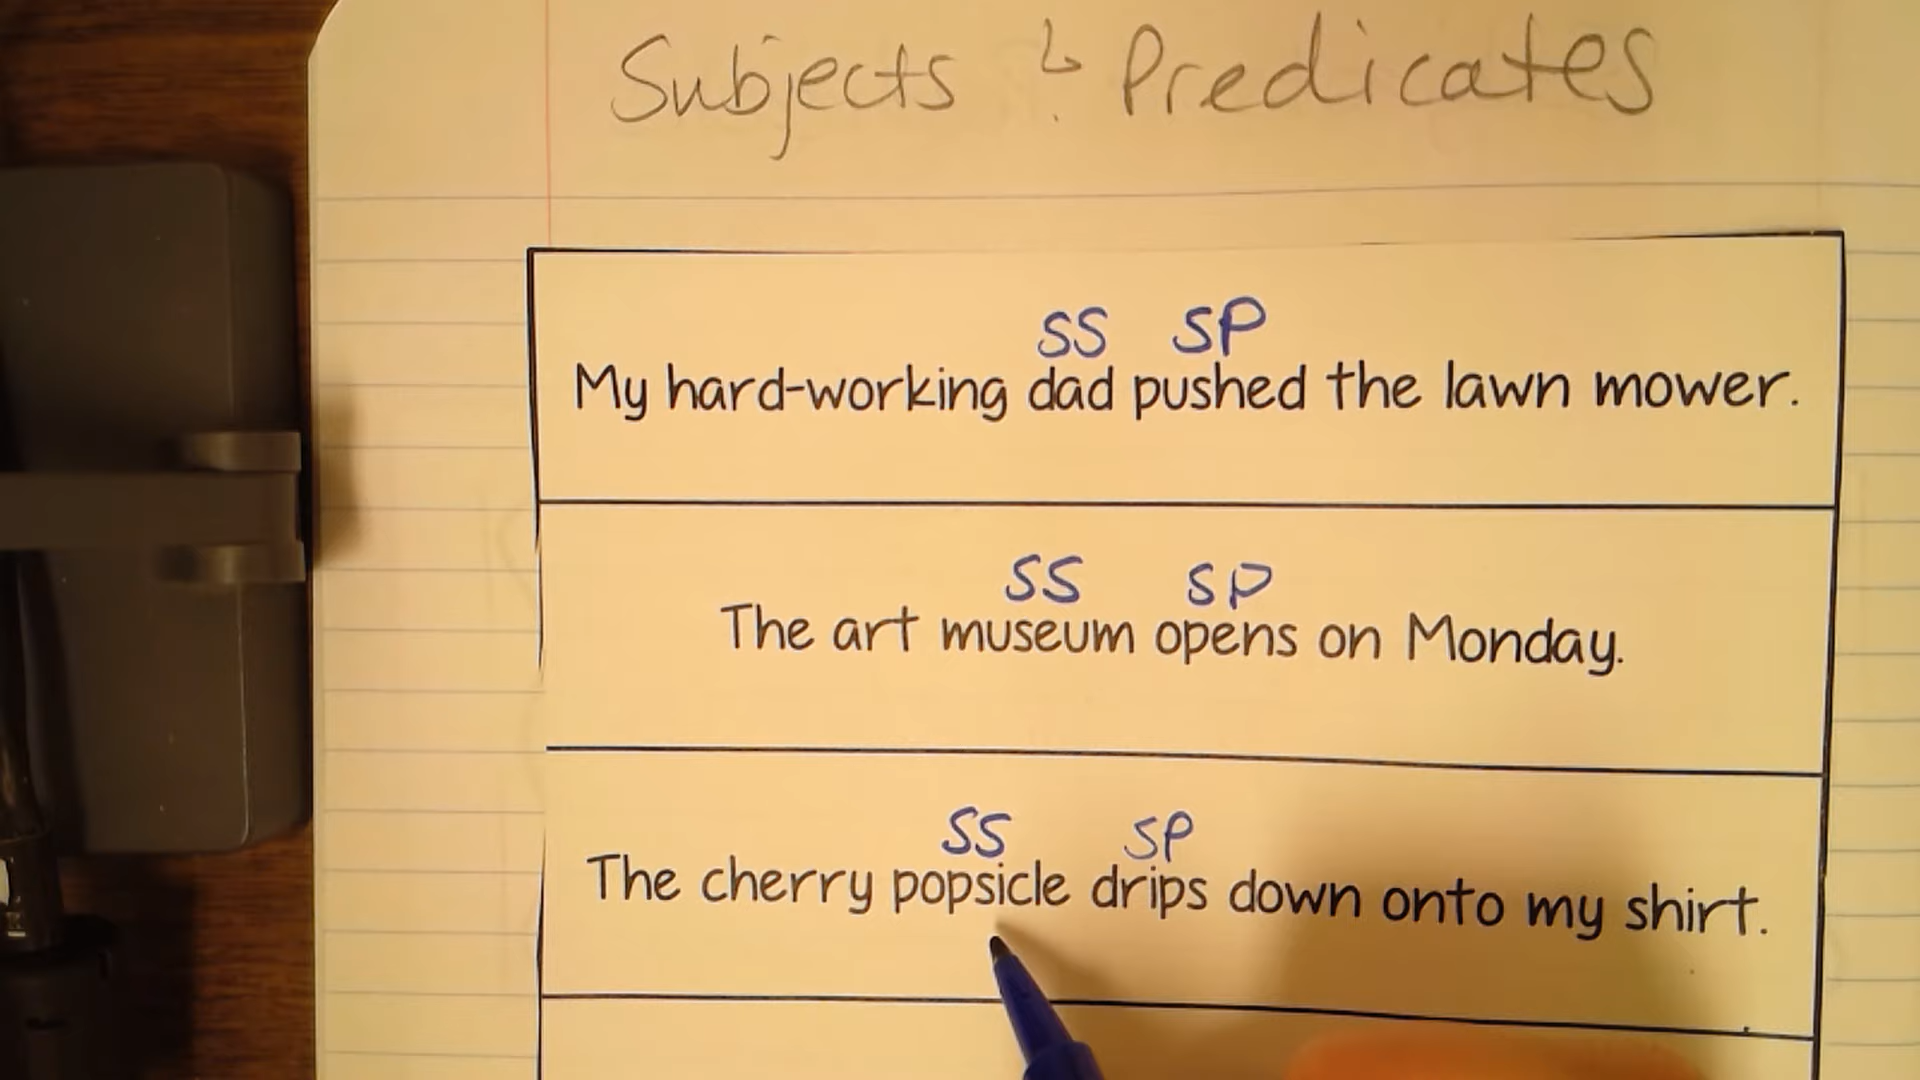 Subjects & Predicates
SS SP
My hard-working dad pushed the lawn mower.
SS SP
The art museum opens on Monday.
SS SP
The cherry popsicle drips down onto my shirt.